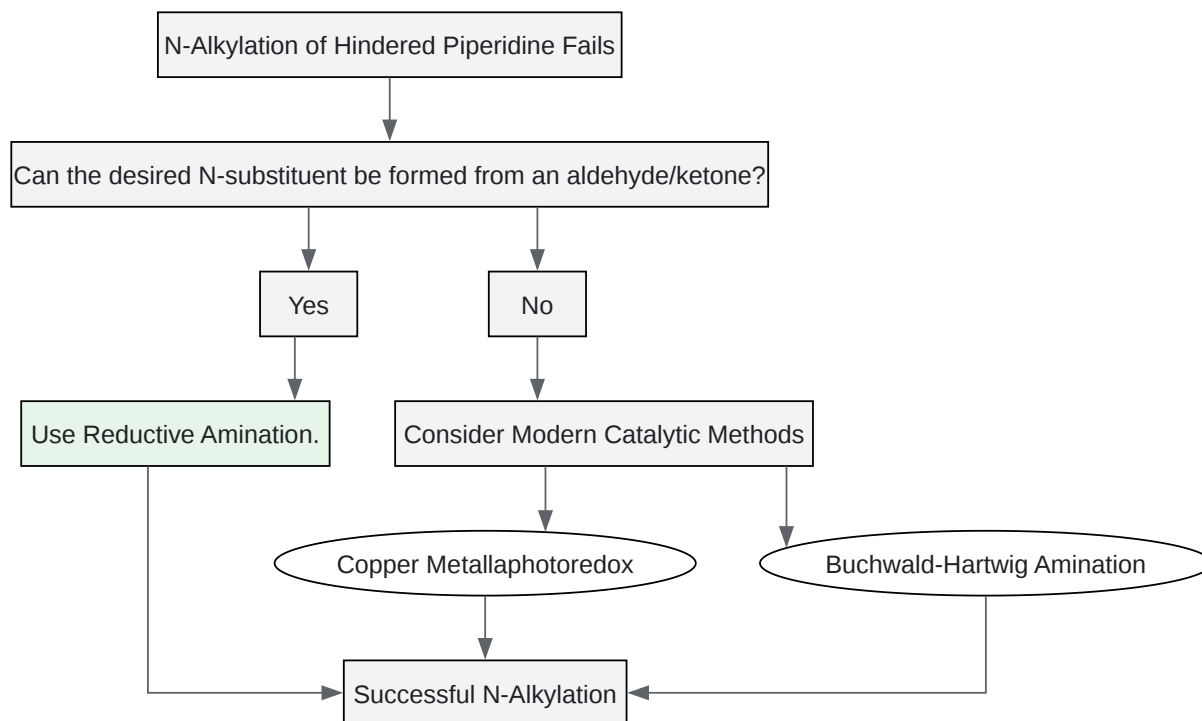 N-Alkylation of Hindered Piperidine Fails
Can the desired N-substituent be formed from an aldehyde/ketone?
Yes
No
Use Reductive Amination.
Consider Modern Catalytic Methods
Copper Metallaphotoredox
Buchwald-Hartwig Amination
Successful N-Alkylation